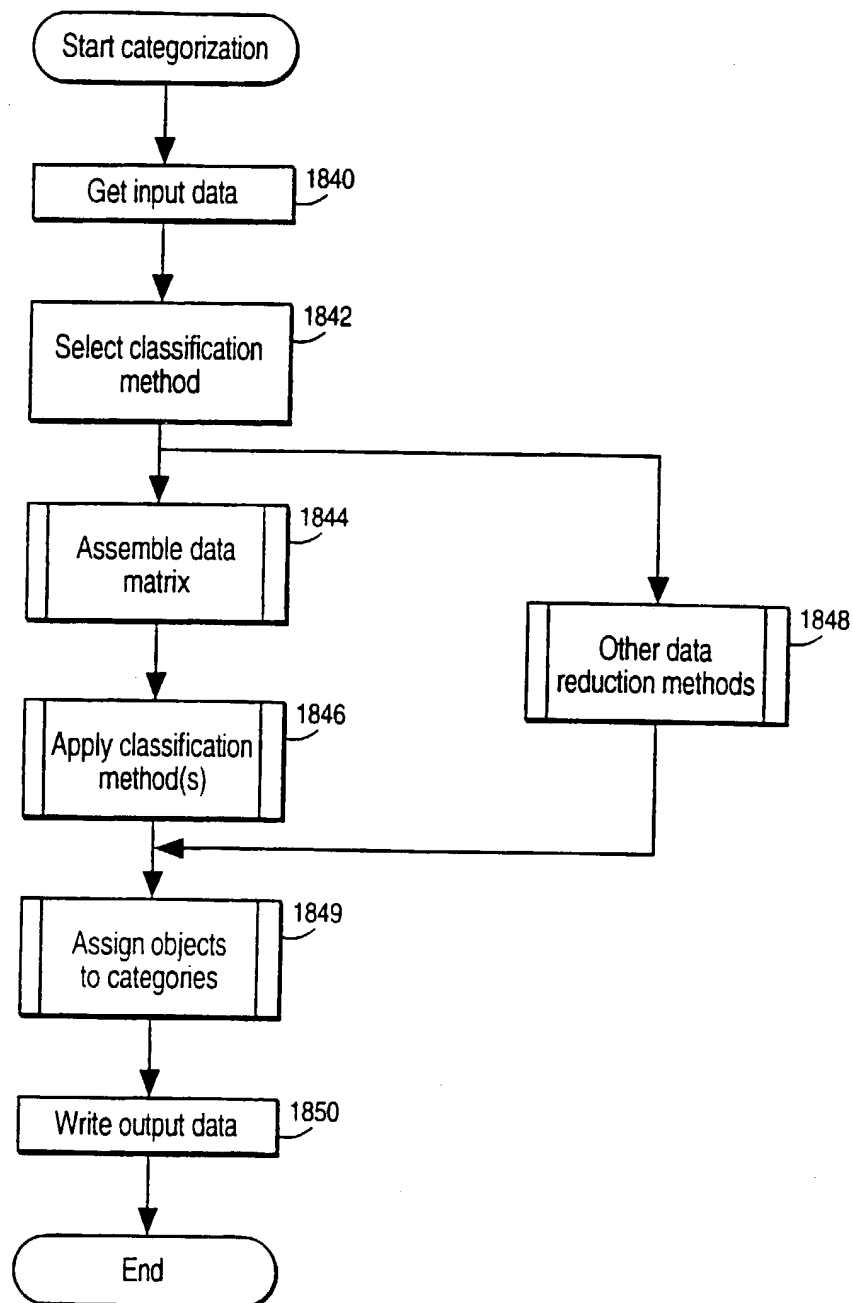 Start categorization
Get input data
1840
Select classification
method
1842
Assemble data
matrix
1844
Other data
reduction methods
1848
Apply classification
method(s)
1846
Assign objects
to categories
1849
Write output data
1850
End